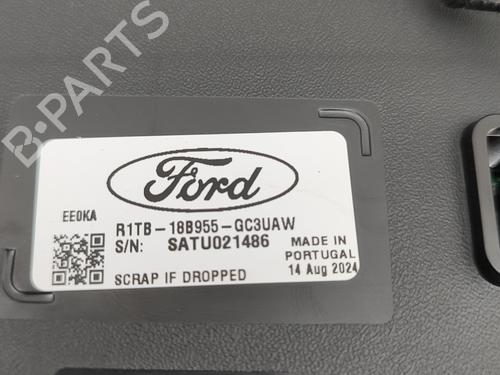 B-PARTS
Ford
EE0KA
R1TB-18B955-GC3UAW
S/N: SATU021486
MADE IN
PORTUGAL
14 Aug 2024
SCRAP IF DROPPED